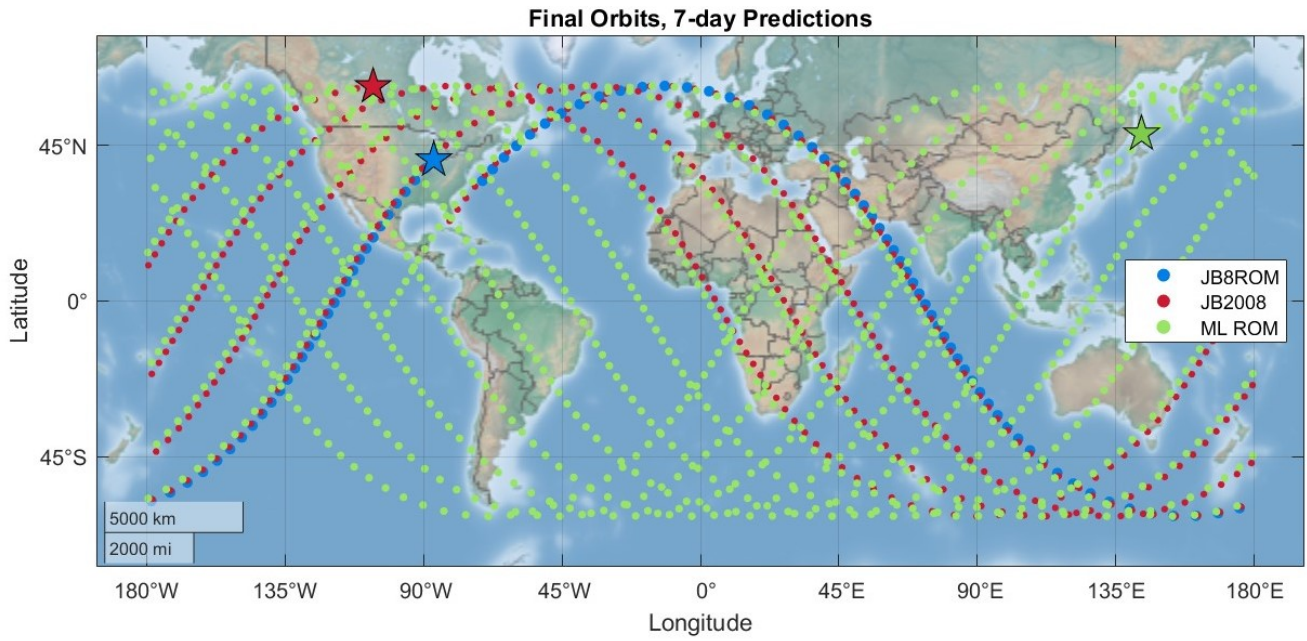 Final Orbits, 7-day Predictions
45°N
0°
45°S
Latitude
JB8ROM
JB2008
ML ROM
5000 km
2000 mi
180°W
135°W
90°W
45°W
0°
45°E
90°E
135°E
180°E
Longitude